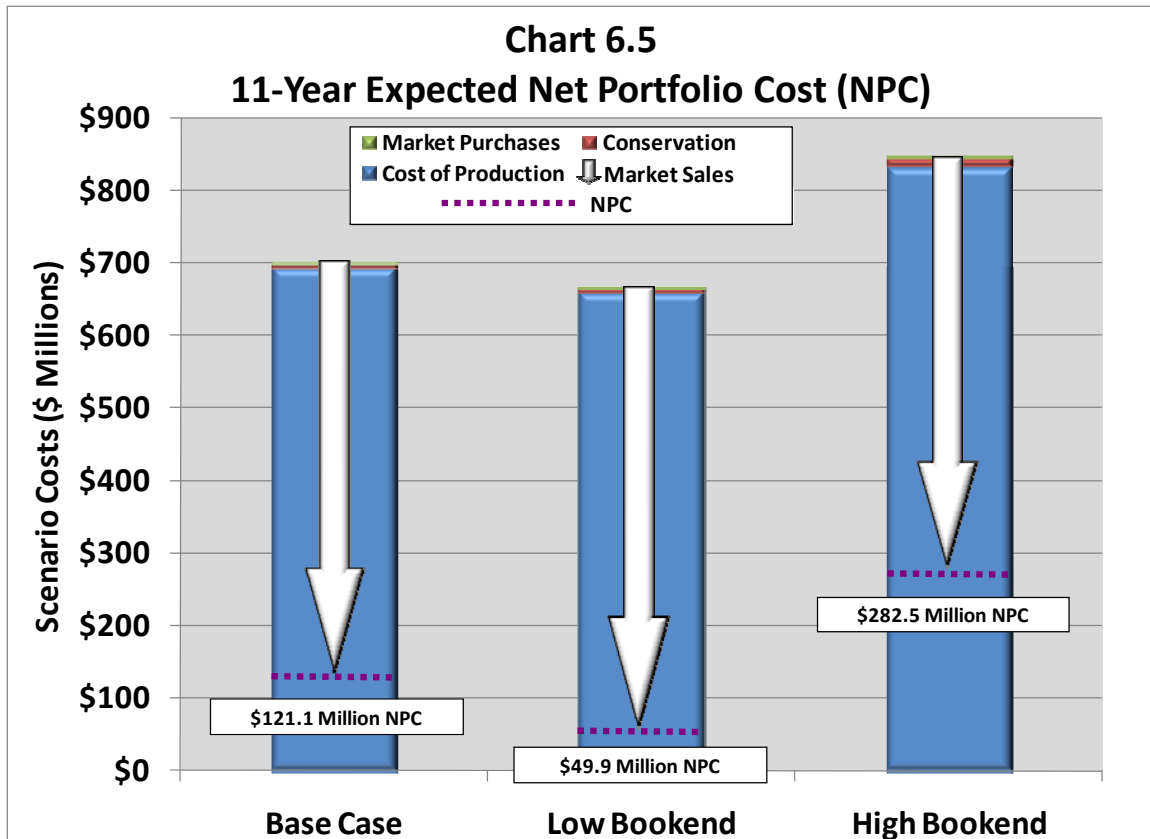 Chart 6.5
11-Year Expected Net Portfolio Cost (NPC)
Scenario Costs ($ Millions)
$900
$800
$700
$600
$500
$400
$300
$200
$100
$0
Market Purchases Conservation
Cost of Production Market Sales
NPC
$121.1 Million NPC
$49.9 Million NPC
$282.5 Million NPC
Base Case Low Bookend High Bookend